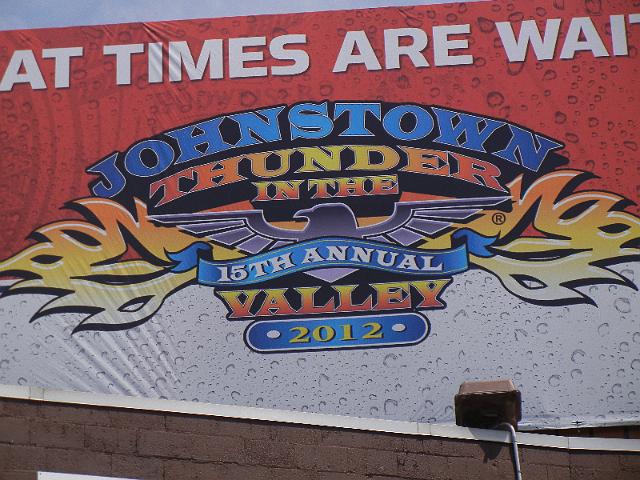 AT TIMES ARE WAI
JOHNSTOWN
THUNDER
IN THE
®
15TH ANNUAL
VALLEY
• 2012 •